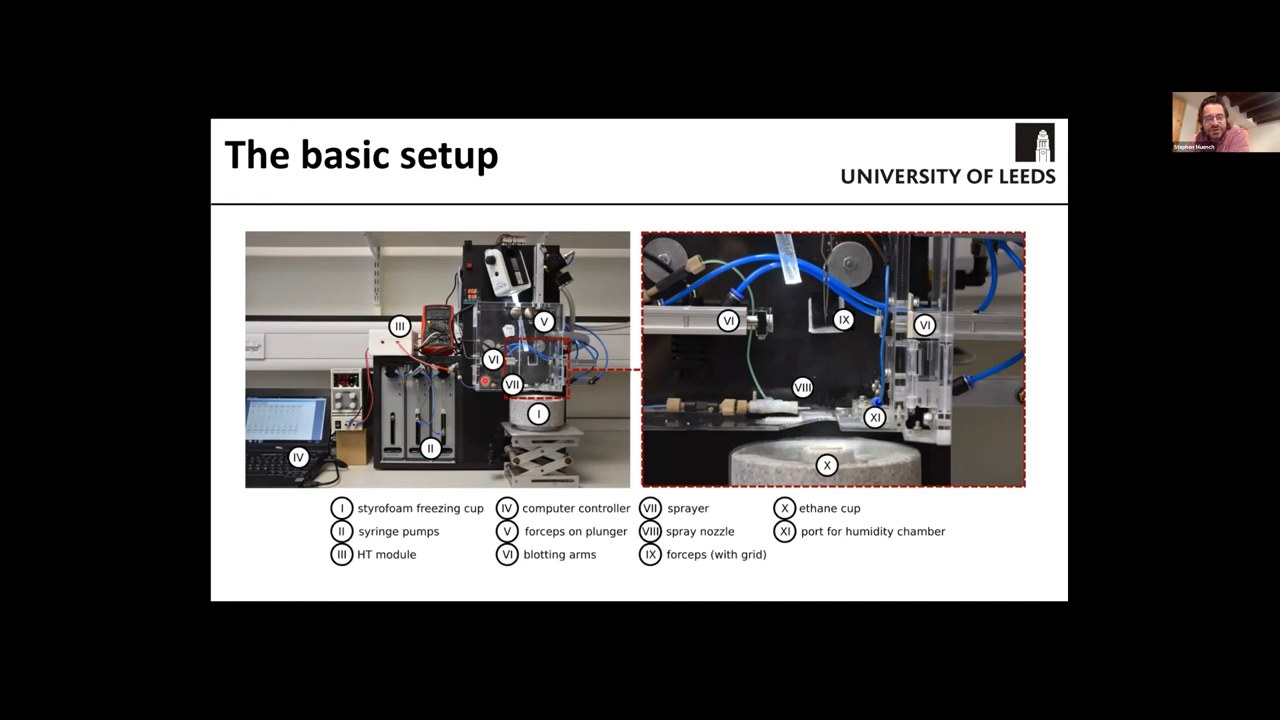 The basic setup
UNIVERSITY OF LEEDS
Stephen Muench
III
V
VI
VII
I
II
IV
VI
IX
VI
VIII
XI
X
I styrofoam freezing cup
II syringe pumps
III HT module
IV computer controller
V forceps on plunger
VI blotting arms
VII sprayer
VIII spray nozzle
IX forceps (with grid)
X ethane cup
XI port for humidity chamber